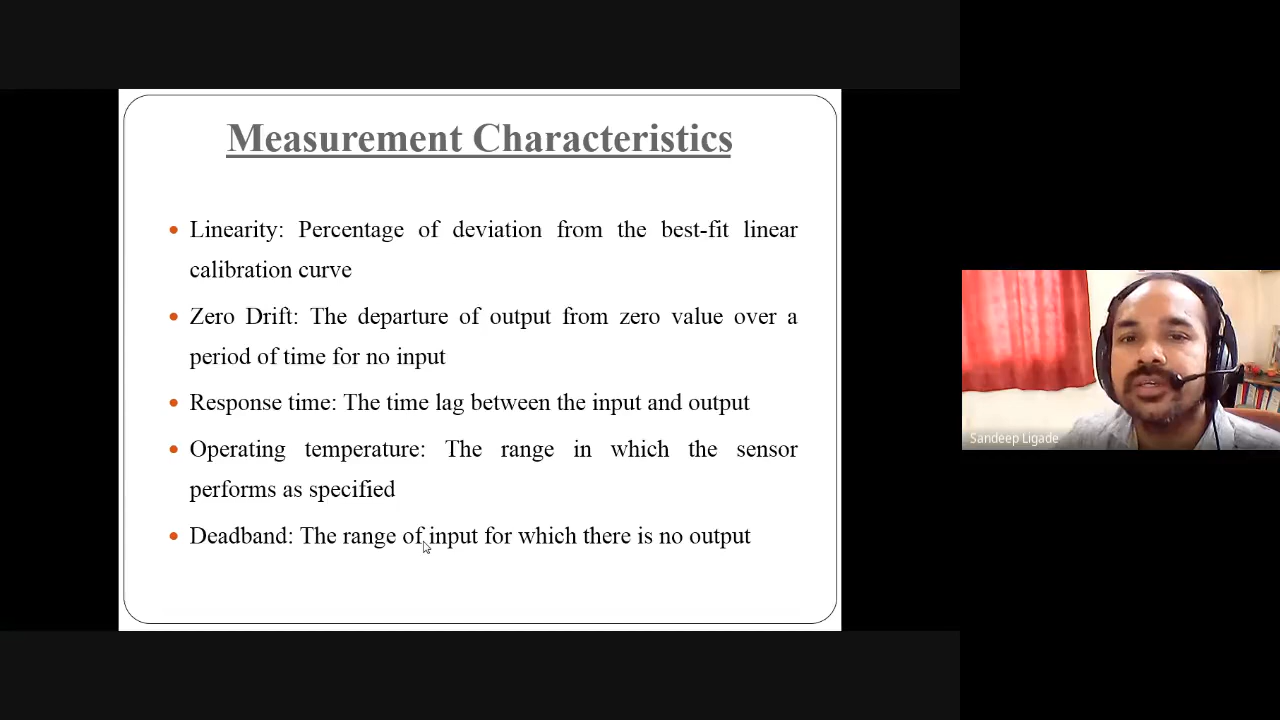 Measurement Characteristics
• Linearity: Percentage of deviation from the best-fit linear
calibration curve
• Zero Drift: The departure of output from zero value over a
period of time for no input
• Response time: The time lag between the input and output
• Operating temperature: The range in which the sensor
performs as specified
• Deadband: The range of input for which there is no output
Sandeep Ligade